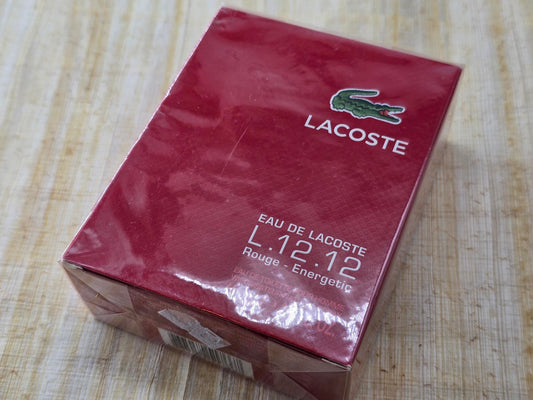 LACOSTE
EAU DE LACOSTE
L.12.12
Rouge - Energetic